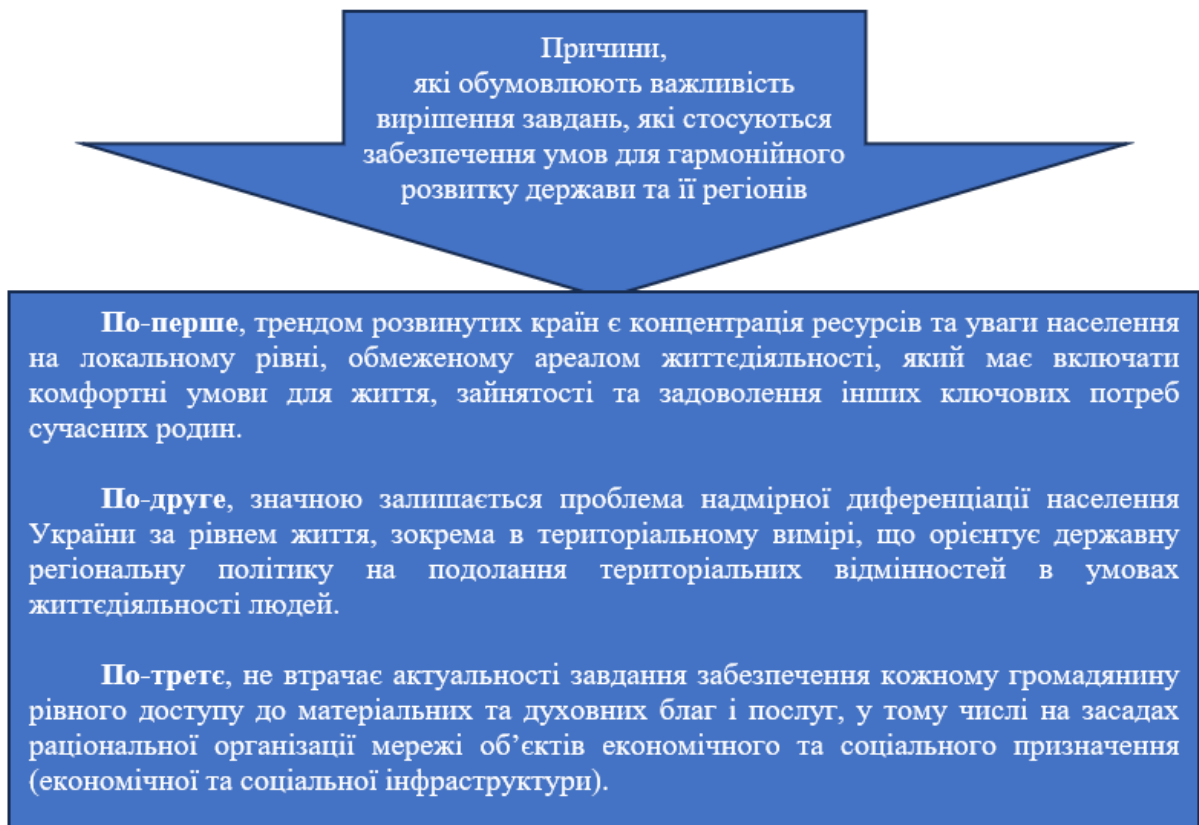 Причини,
які обумовлюють важливість
вирішення завдань, які стосуються
забезпечення умов для гармонійного
розвитку держави та її регіонів
По-перше, трендом розвинутих країн є концентрація ресурсів та уваги населення
на локальному рівні, обмеженому ареалом життєдіяльності, який має включати
комфортні умови для життя, зайнятості та задоволення інших ключових потреб
сучасних родин.
По-друге, значною залишається проблема надмірної диференціації населення
України за рівнем життя, зокрема в територіальному вимірі, що орієнтує державну
регіональну політику на подолання територіальних відмінностей в умовах
життєдіяльності людей.
По-третє, не втрачає актуальності завдання забезпечення кожному громадянину
рівного доступу до матеріальних та духовних благ і послуг, у тому числі на засадах
раціональної організації мережі об’єктів економічного та соціального призначення
(економічної та соціальної інфраструктури).